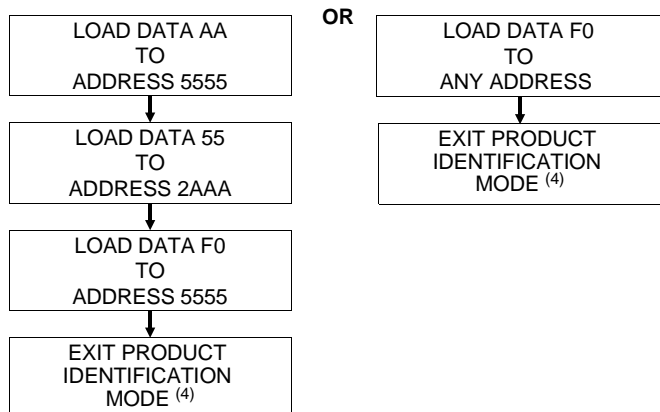 LOAD DATA AA
TO
ADDRESS 5555
LOAD DATA 55
TO
ADDRESS 2AAA
LOAD DATA F0
TO
ADDRESS 5555
EXIT PRODUCT
IDENTIFICATION
MODE (4)
OR
LOAD DATA F0
TO
ANY ADDRESS
EXIT PRODUCT
IDENTIFICATION
MODE (4)